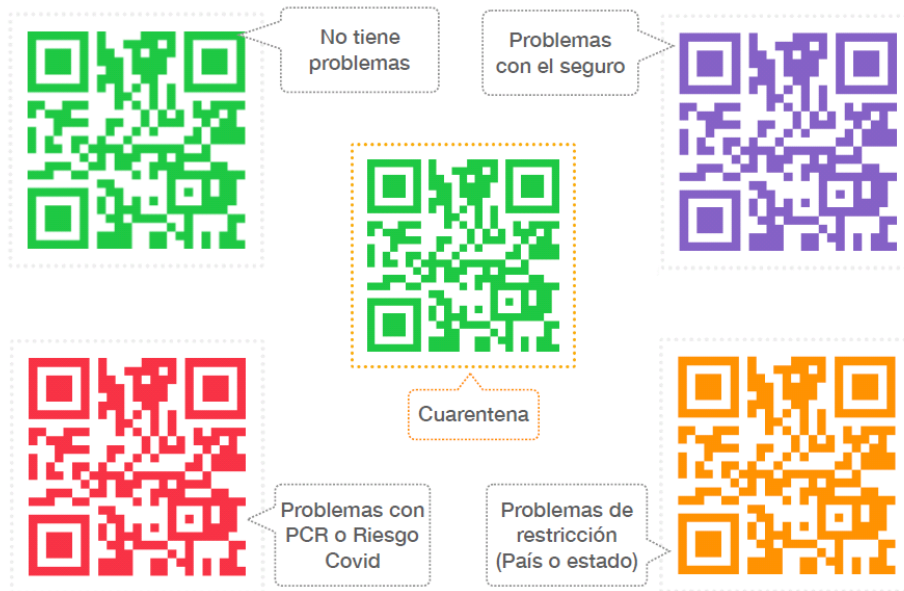 No tiene
problemas
Problemas
con el seguro
Cuarentena
Problemas con
PCR o Riesgo
Covid
Problemas de
restricción
(País o estado)